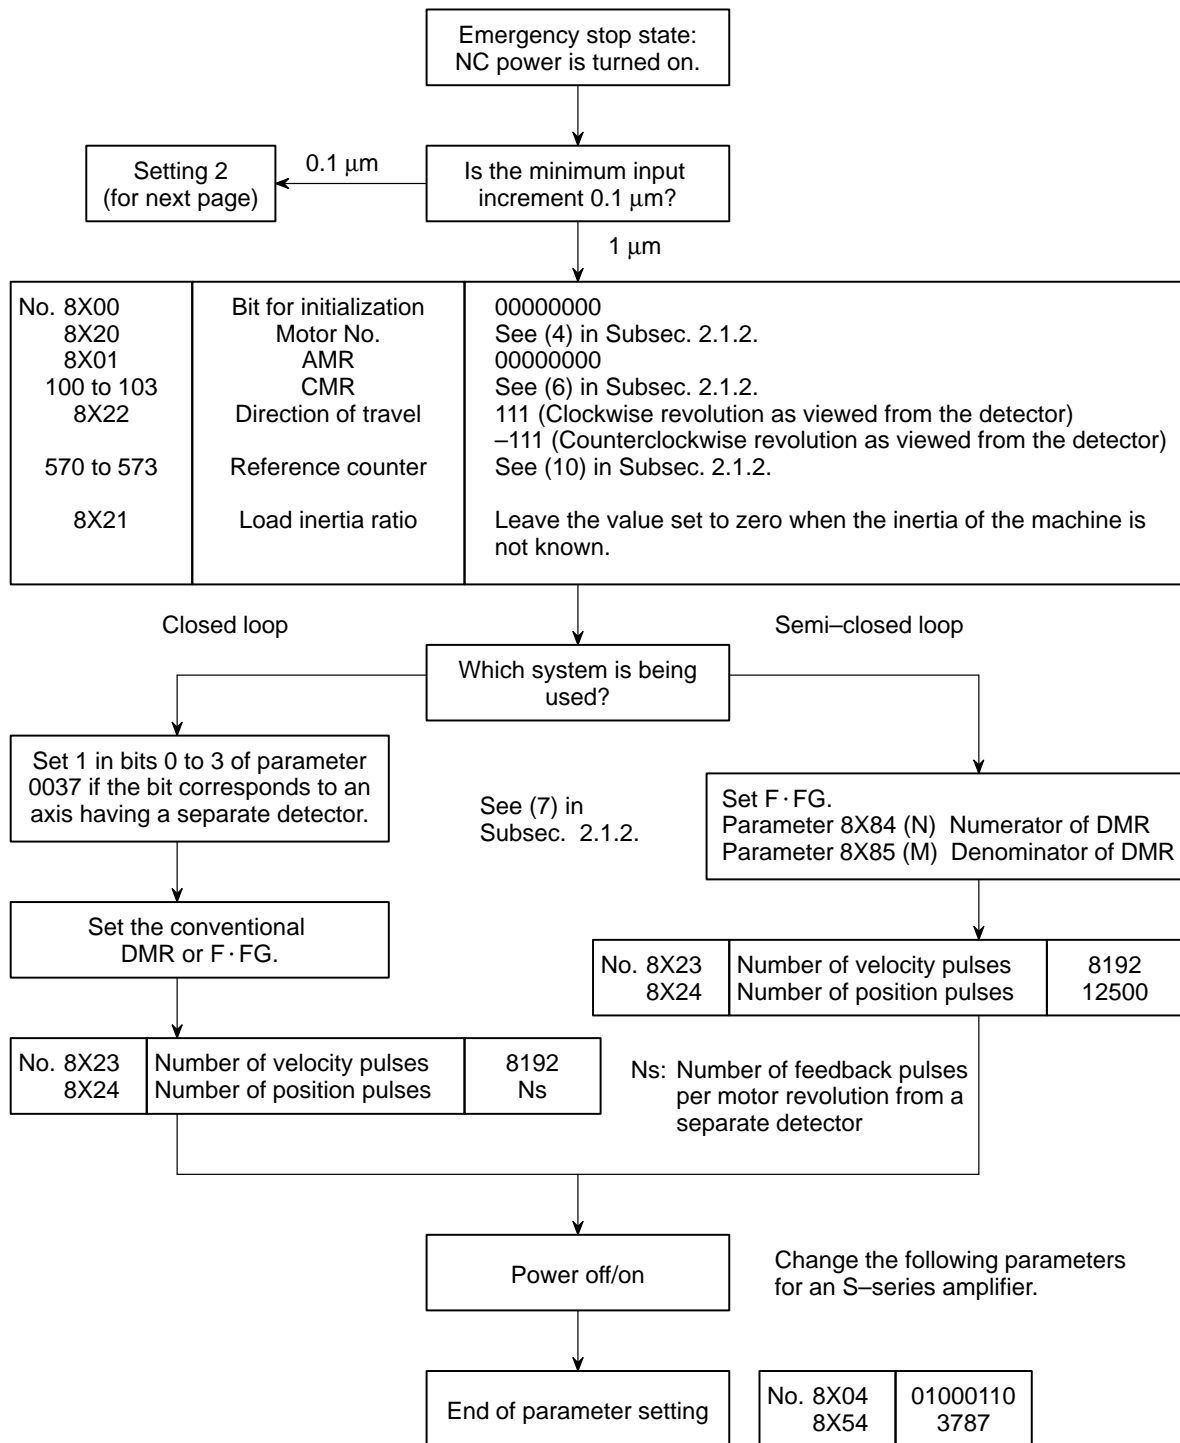 Emergency stop state:
NC power is turned on.
Setting 2
(for next page)
0.1 μm
Is the minimum input
increment 0.1 μm?
1 μm
No. 8X00 Bit for initialization 00000000
8X20 Motor No. See (4) in Subsec. 2.1.2.
8X01 AMR 00000000
100 to 103 CMR See (6) in Subsec. 2.1.2.
8X22 Direction of travel 111 (Clockwise revolution as viewed from the detector)
–111 (Counterclockwise revolution as viewed from the detector)
570 to 573 Reference counter See (10) in Subsec. 2.1.2.
8X21 Load inertia ratio Leave the value set to zero when the inertia of the machine is
not known.
Closed loop
Semi–closed loop
Which system is being
used?
Set 1 in bits 0 to 3 of parameter
0037 if the bit corresponds to an
axis having a separate detector.
See (7) in
Subsec. 2.1.2.
Set F·FG.
Parameter 8X84 (N) Numerator of DMR
Parameter 8X85 (M) Denominator of DMR
Set the conventional
DMR or F·FG.
No. 8X23 Number of velocity pulses 8192
8X24 Number of position pulses 12500
No. 8X23 Number of velocity pulses 8192
8X24 Number of position pulses Ns
Ns: Number of feedback pulses
per motor revolution from a
separate detector
Power off/on
Change the following parameters
for an S–series amplifier.
End of parameter setting
No. 8X04 01000110
8X54 3787